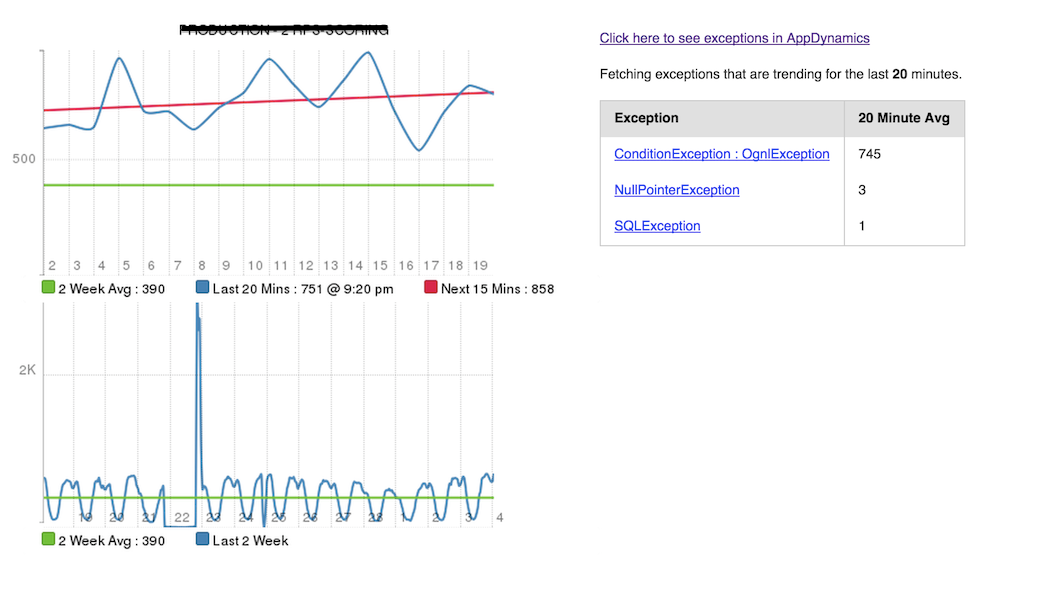 Click here to see exceptions in AppDynamics
Fetching exceptions that are trending for the last 20 minutes.
Exception 20 Minute Avg
ConditionException : OgnlException 745
NullPointerException 3
SQLException 1
500
2 3 4 5 6 7 8 9 10 11 12 13 14 15 16 17 18 19
2 Week Avg : 390 Last 20 Mins : 751 @ 9:20 pm Next 15 Mins : 858
2K
19 20 21 22 23 24 25 26 27 28 1 2 3 4
2 Week Avg : 390 Last 2 Week